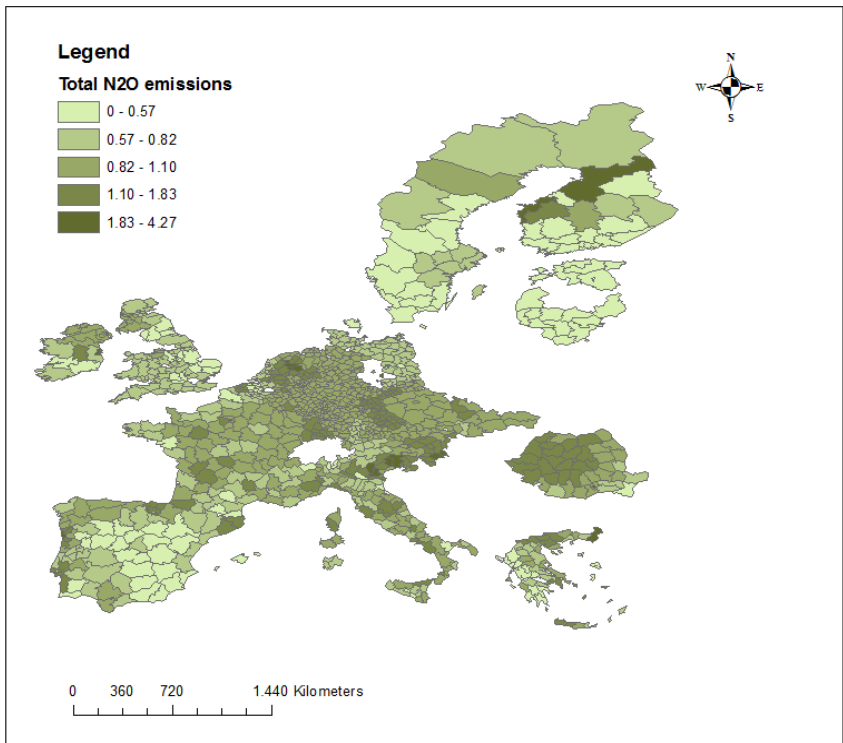 Legend
Total N2O emissions
0 - 0.57
0.57 - 0.82
0.82 - 1.10
1.10 - 1.83
1.83 - 4.27
N
W E
S
0 360 720 1.440 Kilometers